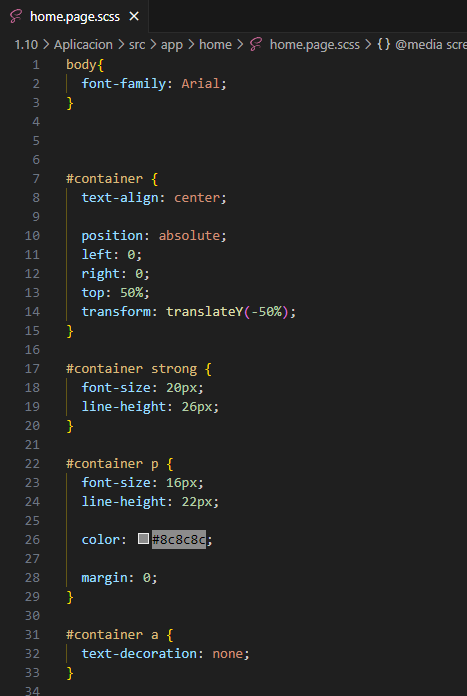 home.page.scss ×
1.10 > Aplicacion > src > app > home > home.page.scss > {} @media scre
1 body{
2 font-family: Arial;
3 }
4
5
6
7 #container {
8 text-align: center;
9
10 position: absolute;
11 left: 0;
12 right: 0;
13 top: 50%;
14 transform: translateY(-50%);
15 }
16
17 #container strong {
18 font-size: 20px;
19 line-height: 26px;
20 }
21
22 #container p {
23 font-size: 16px;
24 line-height: 22px;
25
26 color: #8c8c8c;
27
28 margin: 0;
29 }
30
31 #container a {
32 text-decoration: none;
33 }
34